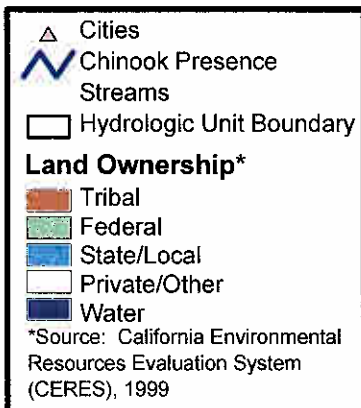 Cities
Chinook Presence
Streams
Hydrologic Unit Boundary
Land Ownership*
Tribal
Federal
State/Local
Private/Other
Water
*Source: California Environmental
Resources Evaluation System
(CERES), 1999